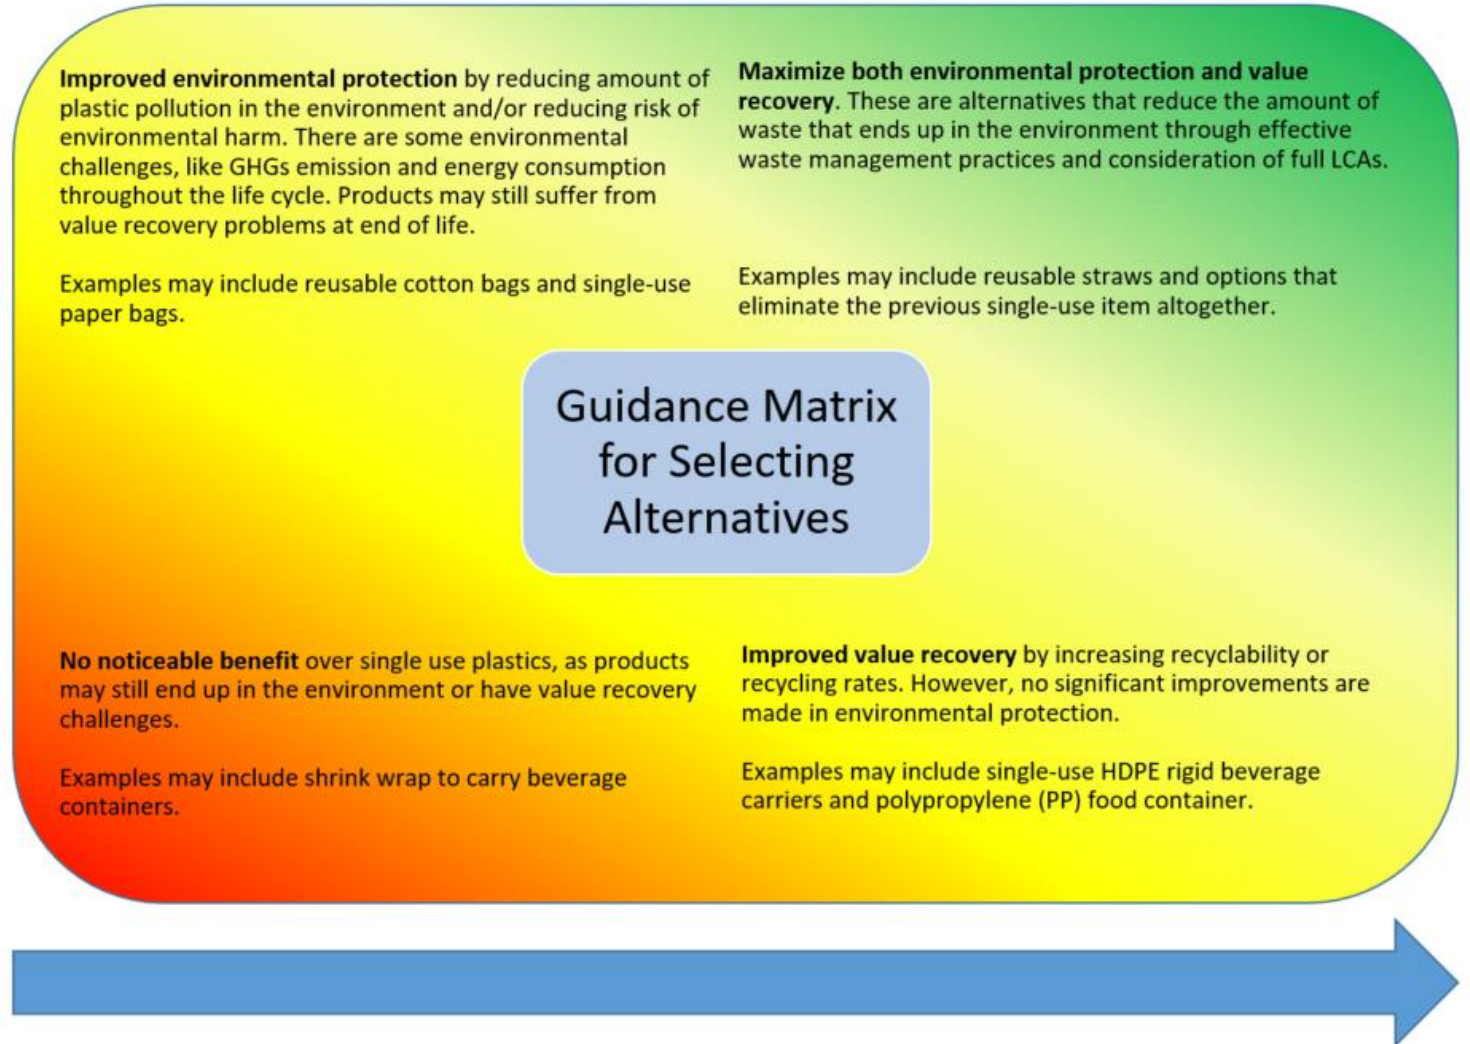 Improved environmental protection by reducing amount of
plastic pollution in the environment and/or reducing risk of
environmental harm. There are some environmental
challenges, like GHGs emission and energy consumption
throughout the life cycle. Products may still suffer from
value recovery problems at end of life.
Examples may include reusable cotton bags and single-use
paper bags.
Maximize both environmental protection and value
recovery. These are alternatives that reduce the amount of
waste that ends up in the environment through effective
waste management practices and consideration of full LCAs.
Examples may include reusable straws and options that
eliminate the previous single-use item altogether.
Guidance Matrix
for Selecting
Alternatives
No noticeable benefit over single use plastics, as products
may still end up in the environment or have value recovery
challenges.
Examples may include shrink wrap to carry beverage
containers.
Improved value recovery by increasing recyclability or
recycling rates. However, no significant improvements are
made in environmental protection.
Examples may include single-use HDPE rigid beverage
carriers and polypropylene (PP) food container.